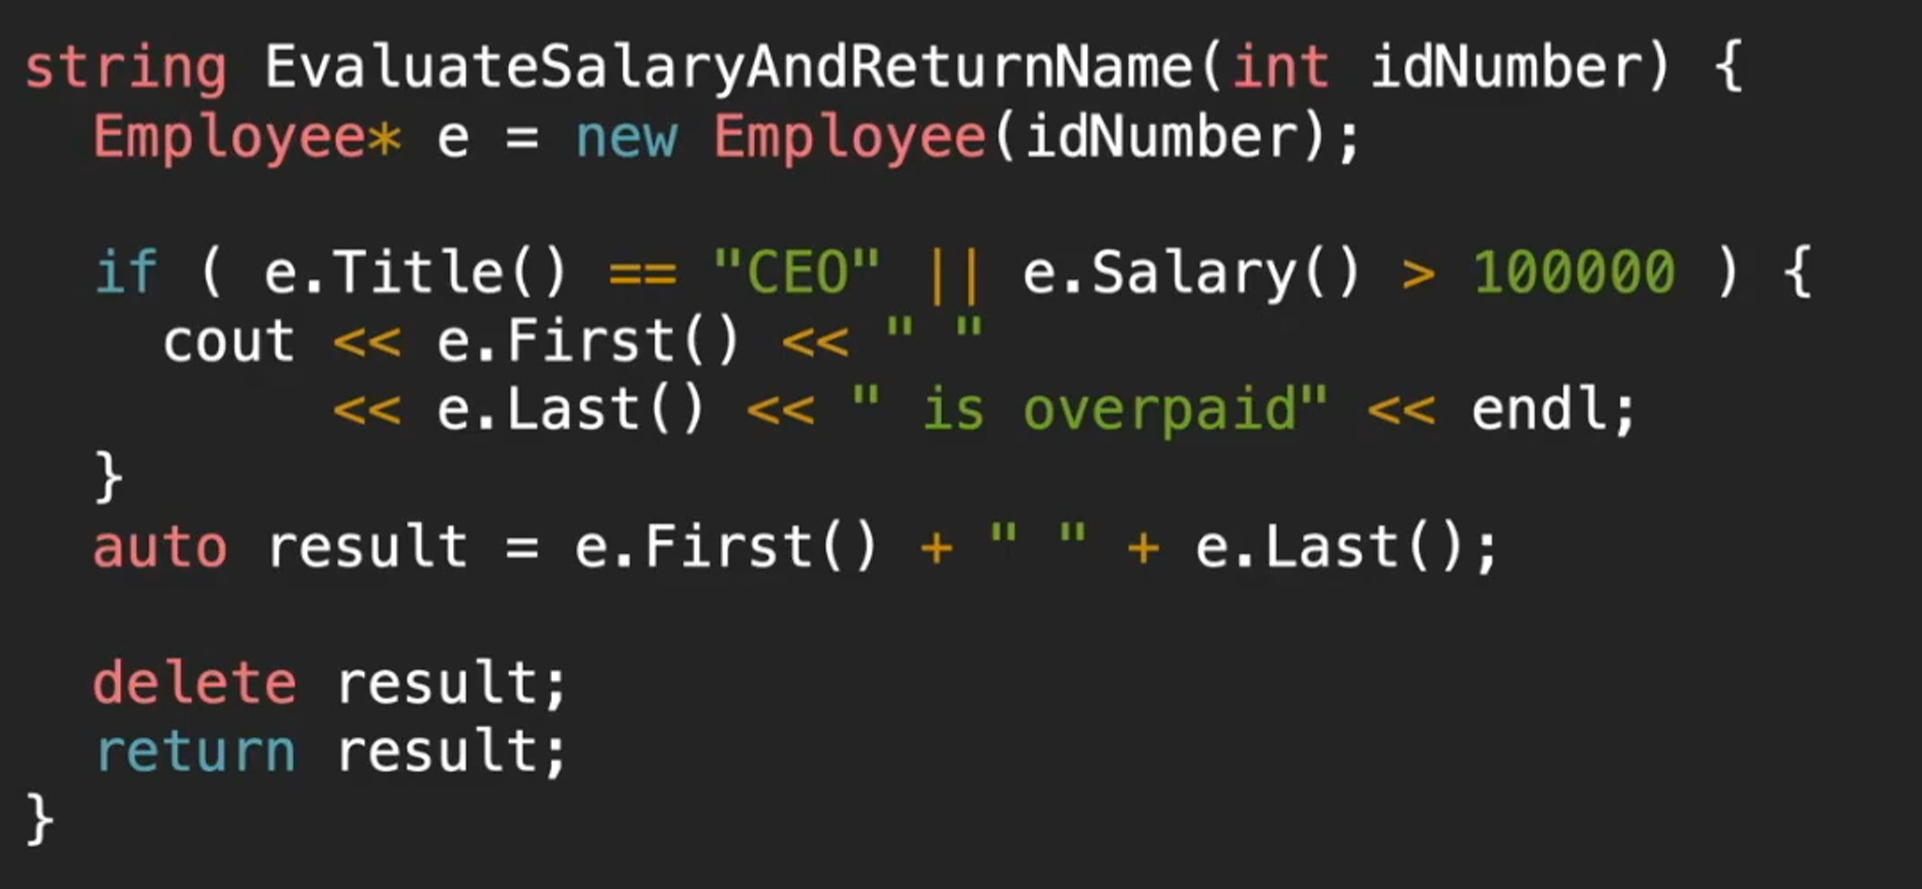 string EvaluateSalaryAndReturnName(int idNumber) {
  Employee* e = new Employee(idNumber);

  if ( e.Title() == "CEO" || e.Salary() > 100000 ) {
    cout << e.First() << " "
         << e.Last() << " is overpaid" << endl;
  }
  auto result = e.First() + " " + e.Last();

  delete result;
  return result;
}